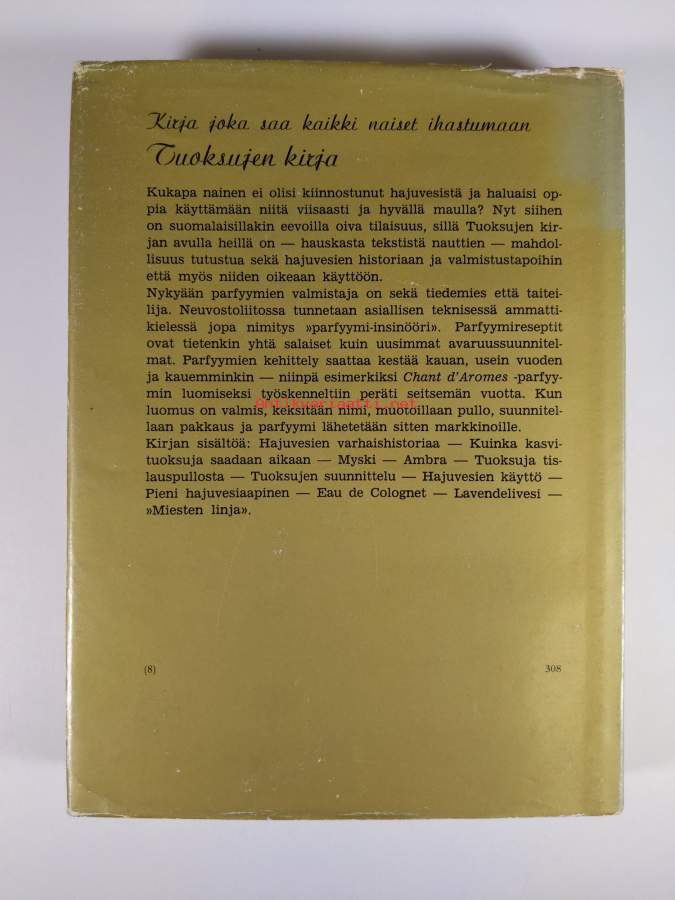 Kirja joka saa kaikki naiset ihastumaan
Tuoksujen kirja
Kukapa nainen ei olisi kiinnostunut hajuvesistä ja haluaisi op-
pia käyttämään niitä viisaasti ja hyvällä maulla? Nyt siihen
on suomalaisillakin eevoilla oiva tilaisuus, sillä Tuoksujen kir-
jan avulla heillä on — hauskasta tekstistä nauttien — mahdol-
lisuus tutustua sekä hajuvesien historiaan ja valmistustapoihin
että myös niiden oikeaan käyttöön.
Nykyään parfyymien valmistaja on sekä tiedemies että taitei-
lija. Neuvostoliitossa tunnetaan asiallisen teknisessä ammatti-
kielessä jopa nimitys »parfyymi-insinööri». Parfyymireseptit
ovat tietenkin yhtä salaiset kuin uusimmat avaruussuunnitel-
mat. Parfyymien kehittely saattaa kestää kauan, usein vuoden
ja kauemminkin — niinpä esimerkiksi Chant d'Aromes -parfyy-
min luomiseksi työskenneltiin peräti seitsemän vuotta. Kun
luomus on valmis, keksitään nimi, muotoillaan pullo, suunnitel-
laan pakkaus ja parfyymi lähetetään sitten markkinoille.
Kirjan sisältöä: Hajuvesien varhaishistoriaa — Kuinka kasvi-
tuoksuja saadaan aikaan — Myski — Ambra — Tuoksuja tis-
lauspullosta — Tuoksujen suunnittelu — Hajuvesien käyttö —
Pieni hajuvesiaapinen — Eau de Colognet — Lavendelivesi —
»Miesten linja».
(8) 308
Antikvariaatti.net